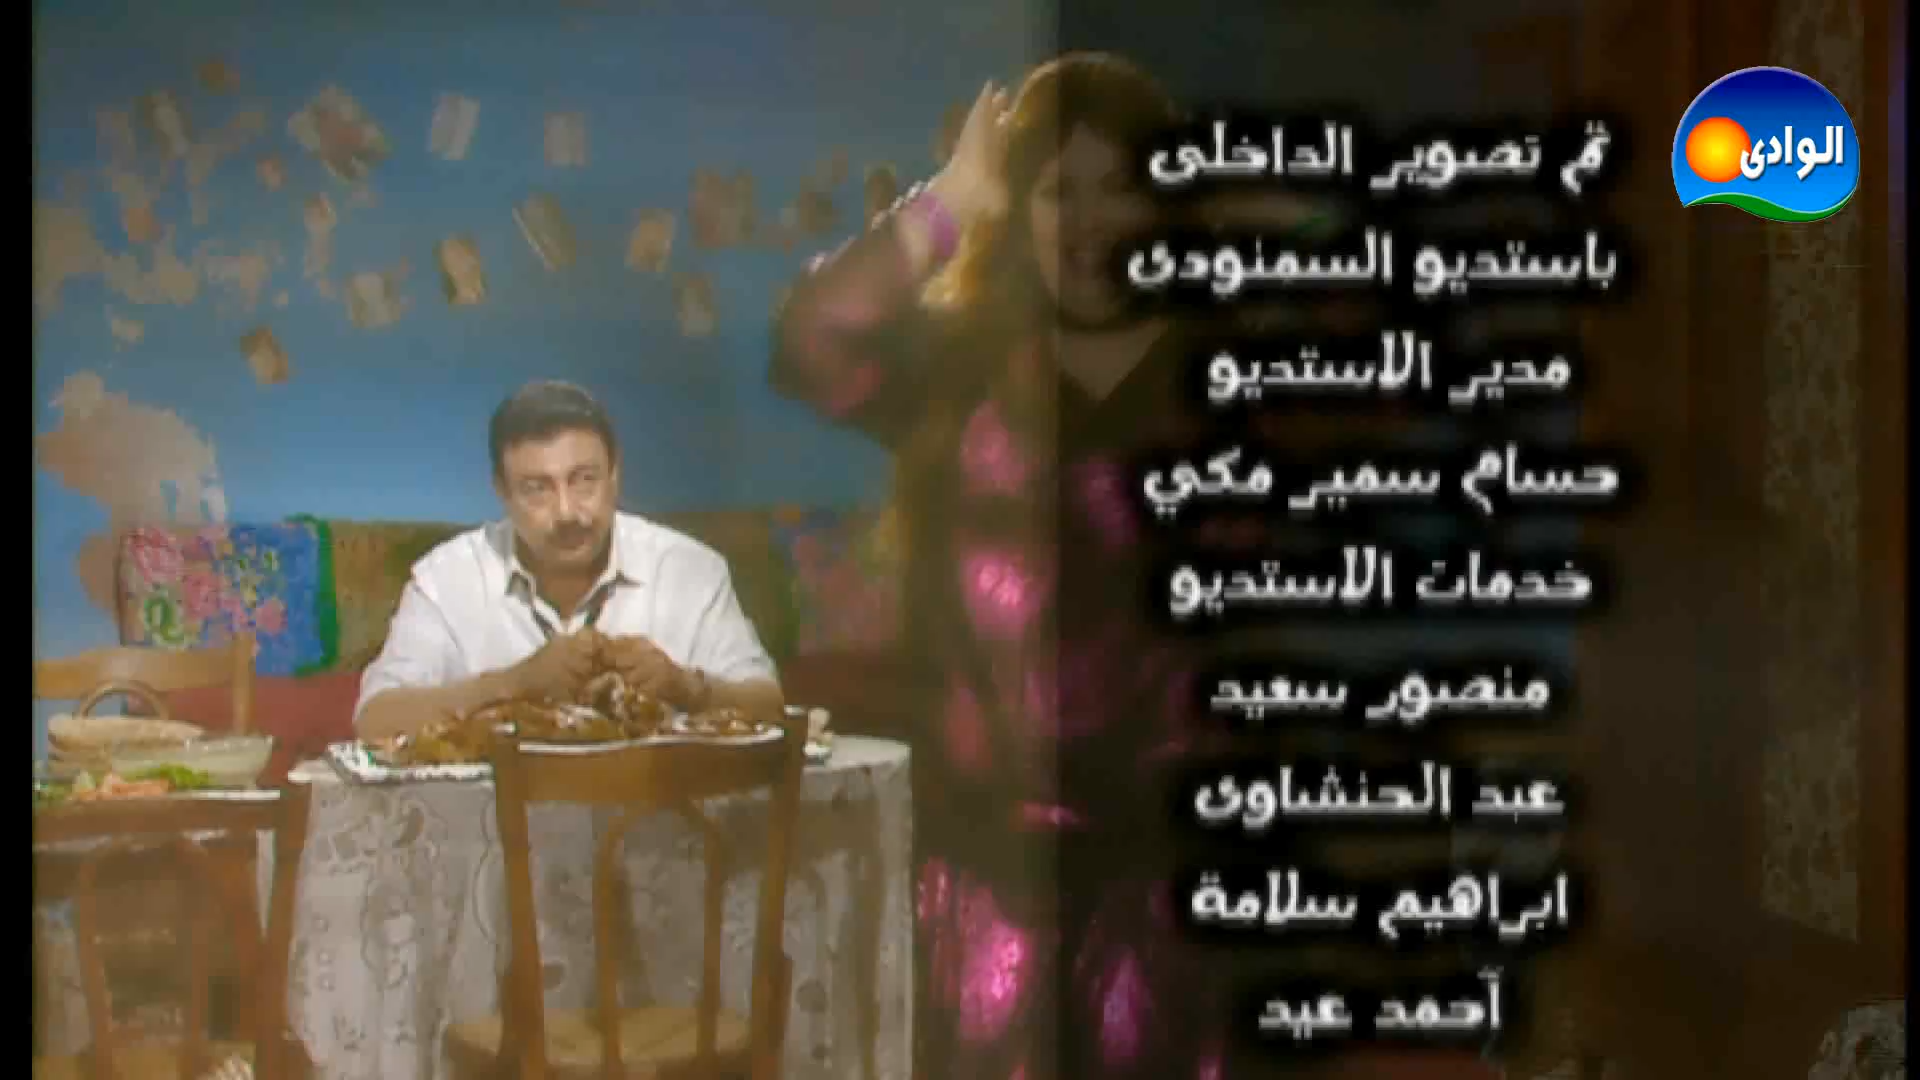 الوادى
تم تصوير الداخلى
باستديو السمنودى
مدير الاستديو
حسام سمير مكي
خدمات الاستديو
منصور سعيد
عبد الحنشاوى
ابراهيم سلامة
أحمد عيد